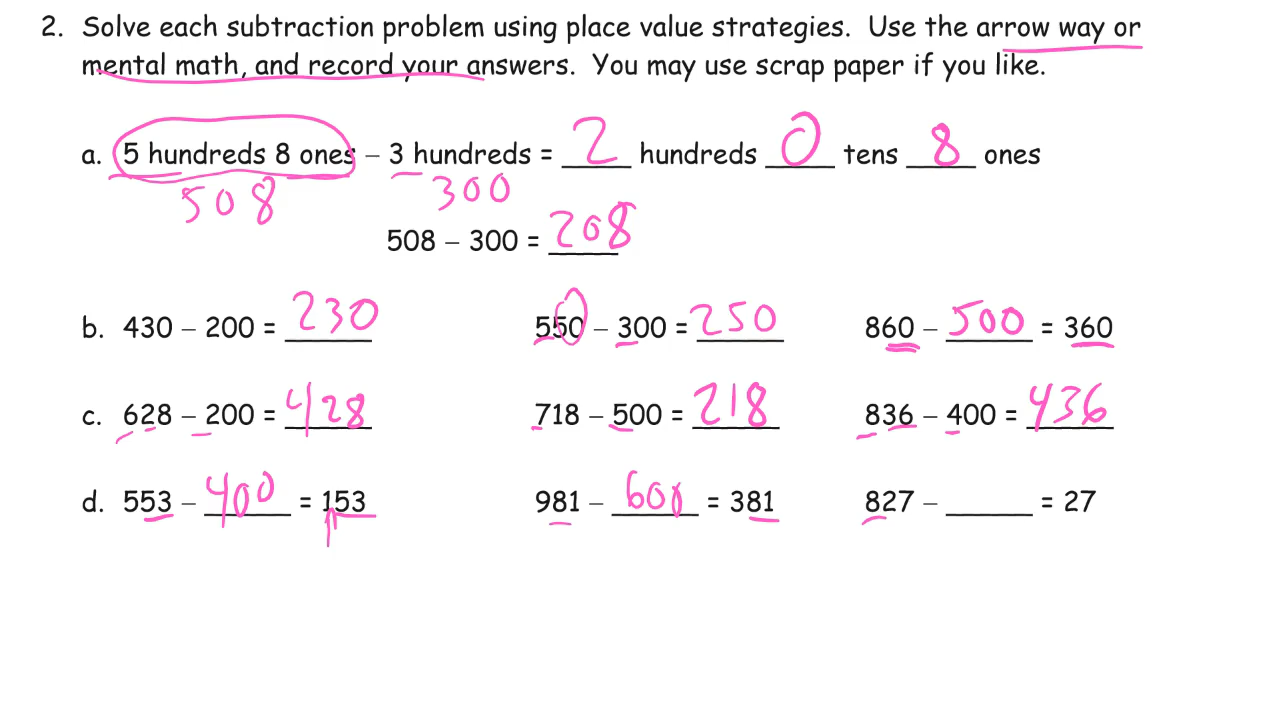 2. Solve each subtraction problem using place value strategies. Use the arrow way or
mental math, and record your answers. You may use scrap paper if you like.
a. 5 hundreds 8 ones – 3 hundreds = 2 hundreds 0 tens 8 ones
508 300
508 – 300 = 208
b. 430 – 200 = 230 550 – 300 = 250 860 – 500 = 360
c. 628 – 200 = 428 718 – 500 = 218 836 – 400 = 436
d. 553 – 400 = 153 981 – 600 = 381 827 – ______ = 27